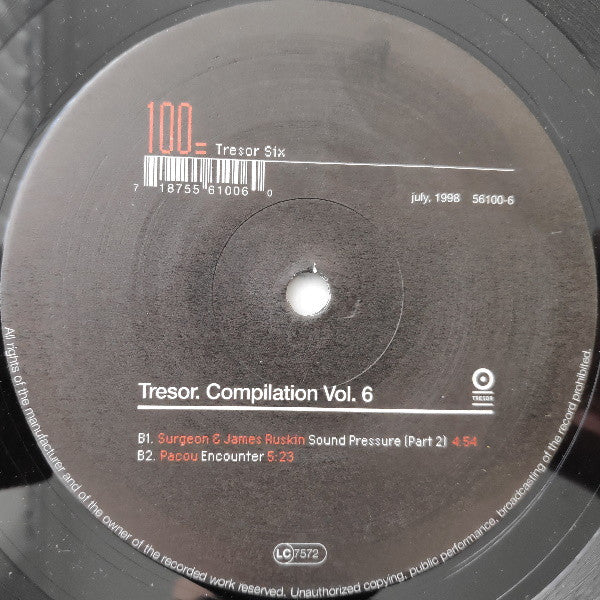 100= Tresor Six
7 18755 61006 0
july, 1998 56100-6
Tresor. Compilation Vol. 6
TRESOR
B1. Surgeon & James Ruskin Sound Pressure (Part 2) 4:54
B2. Pacou Encounter 5:23
LC 7572
All rights of the manufacturer and of the owner of the recorded work reserved. Unauthorized copying, public performance, broadcasting of the record prohibited.